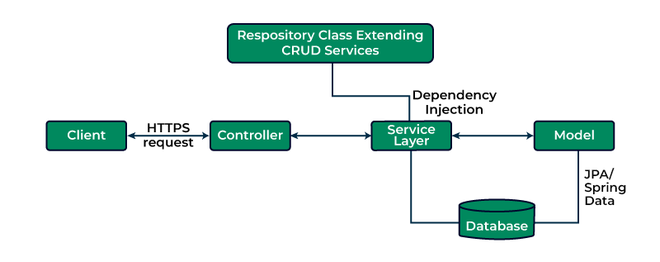 Respository Class Extending
CRUD Services
Dependency
Injection
Client
HTTPS
request
Controller
Service
Layer
Model
JPA/
Spring
Data
Database